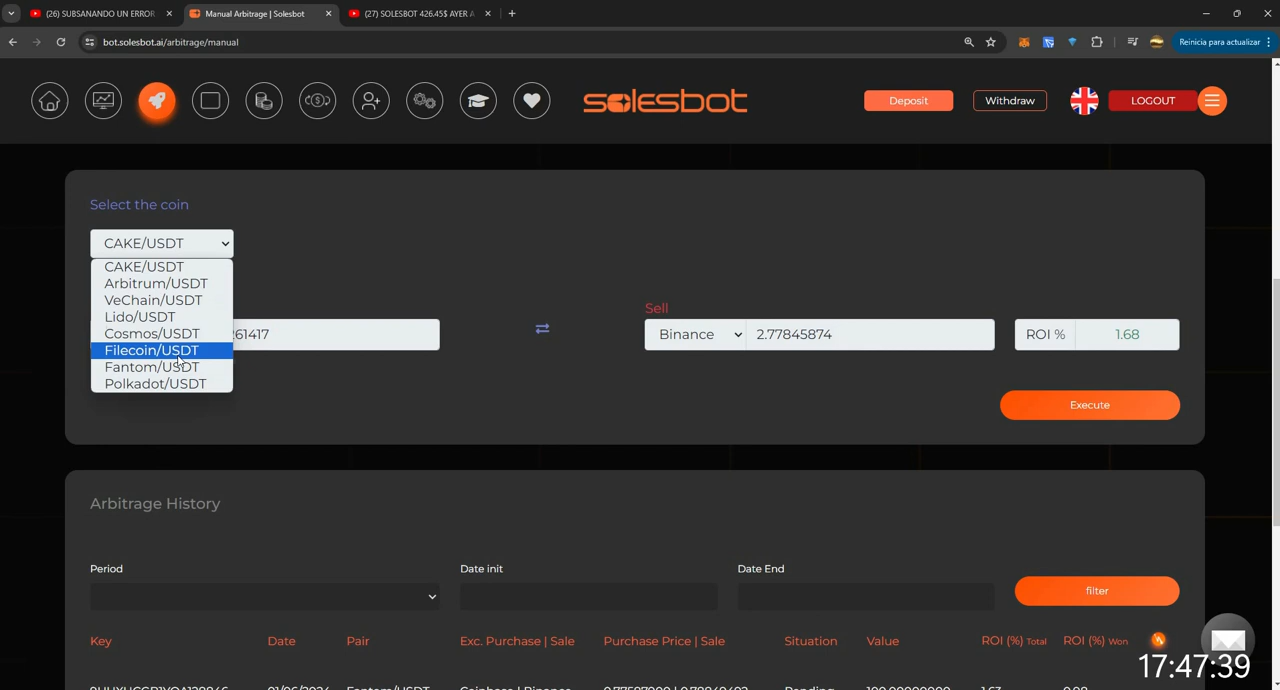 (26) SUBSANANDO UN ERROR
Manual Arbitrage | Solesbot
(27) SOLESBOT 426.45$ AYER A
bot.solesbot.ai/arbitrage/manual
Reinicia para actualizar
solesbot
Deposit
Withdraw
LOGOUT
Select the coin
CAKE/USDT
CAKE/USDT
Arbitrum/USDT
VeChain/USDT
Lido/USDT
Cosmos/USDT
Filecoin/USDT
Fantom/USDT
Polkadot/USDT
Sell
Binance
2.77845874
ROI %
1.68
Execute
Arbitrage History
Period
Date init
Date End
filter
Key
Date
Pair
Exc. Purchase | Sale
Purchase Price | Sale
Situation
Value
ROI (%) Total
ROI (%) Won
17:47:39